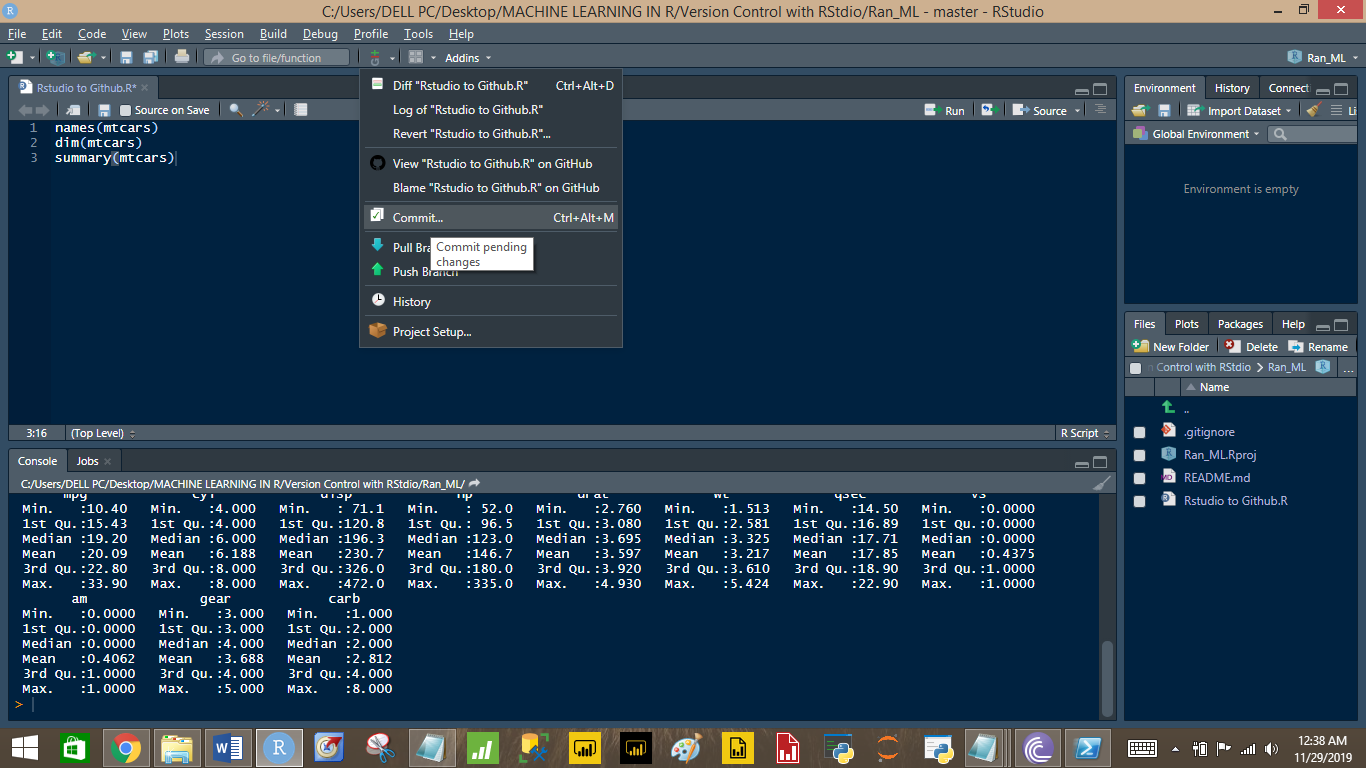 C:/Users/DELL PC/Desktop/MACHINE LEARNING IN R/Version Control with RStdio/Ran_ML - master - RStudio
File Edit Code View Plots Session Build Debug Profile Tools Help
Go to file/function Addins Ran_ML
Rstudio to Github.R*
Source on Save Run Source
1 names(mtcars)
2 dim(mtcars)
3 summary(mtcars)
Diff "Rstudio to Github.R" Ctrl+Alt+D
Log of "Rstudio to Github.R"
Revert "Rstudio to Github.R"...
View "Rstudio to Github.R" on GitHub
Blame "Rstudio to Github.R" on GitHub
Commit... Ctrl+Alt+M
Pull Bra
Commit pending
changes
Push Branch
History
Project Setup...
3:16 (Top Level) R Script
Console Jobs
C:/Users/DELL PC/Desktop/MACHINE LEARNING IN R/Version Control with RStdio/Ran_ML/
mpg cyl disp hp drat wt qsec vs
Min. :10.40 Min. :4.000 Min. : 71.1 Min. : 52.0 Min. :2.760 Min. :1.513 Min. :14.50 Min. :0.0000
1st Qu.:15.43 1st Qu.:4.000 1st Qu.:120.8 1st Qu.: 96.5 1st Qu.:3.080 1st Qu.:2.581 1st Qu.:16.89 1st Qu.:0.0000
Median :19.20 Median :6.000 Median :196.3 Median :123.0 Median :3.695 Median :3.325 Median :17.71 Median :0.0000
Mean :20.09 Mean :6.188 Mean :230.7 Mean :146.7 Mean :3.597 Mean :3.217 Mean :17.85 Mean :0.4375
3rd Qu.:22.80 3rd Qu.:8.000 3rd Qu.:326.0 3rd Qu.:180.0 3rd Qu.:3.920 3rd Qu.:3.610 3rd Qu.:18.90 3rd Qu.:1.0000
Max. :33.90 Max. :8.000 Max. :472.0 Max. :335.0 Max. :4.930 Max. :5.424 Max. :22.90 Max. :1.0000
am gear carb
Min. :0.0000 Min. :3.000 Min. :1.000
1st Qu.:0.0000 1st Qu.:3.000 1st Qu.:2.000
Median :0.0000 Median :4.000 Median :2.000
Mean :0.4062 Mean :3.688 Mean :2.812
3rd Qu.:1.0000 3rd Qu.:4.000 3rd Qu.:4.000
Max. :1.0000 Max. :5.000 Max. :8.000
>
Environment History Connect
Import Dataset Li
Global Environment
Environment is empty
Files Plots Packages Help
New Folder Delete Rename
Control with RStdio > Ran_ML ...
Name
..
.gitignore
Ran_ML.Rproj
README.md
Rstudio to Github.R
12:38 AM
11/29/2019